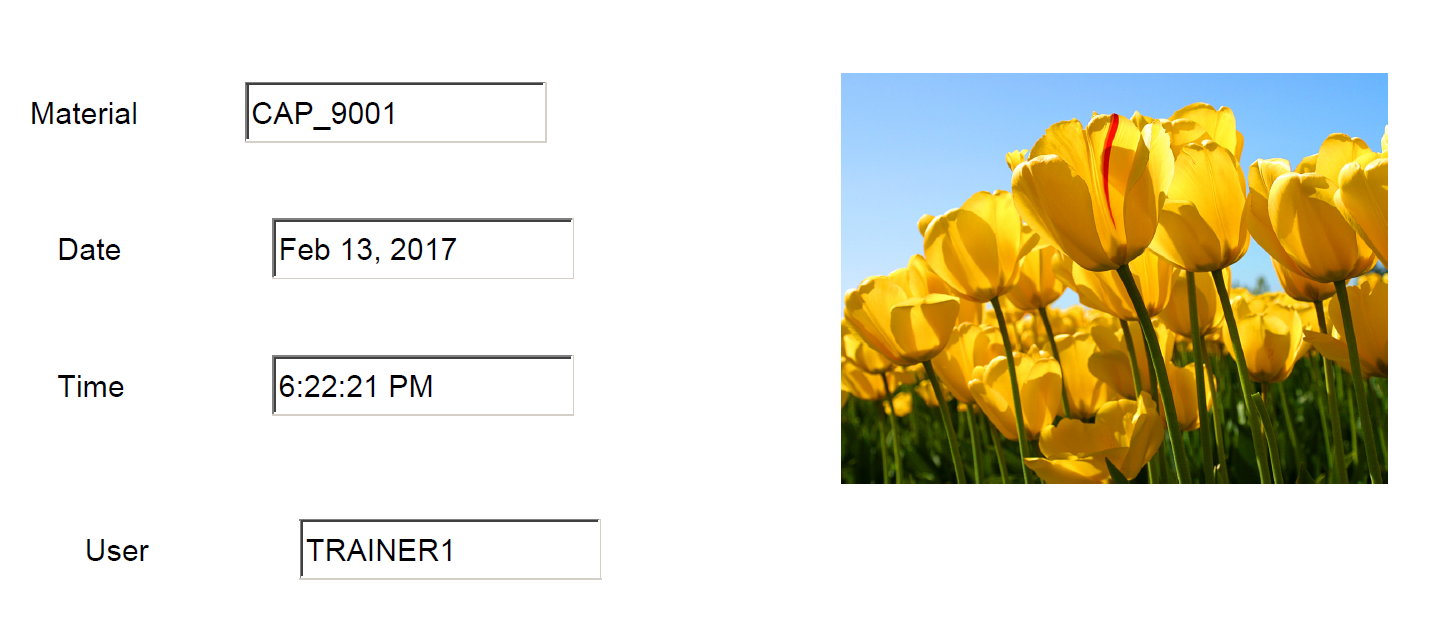 Material CAP_9001
Date Feb 13, 2017
Time 6:22:21 PM
User TRAINER1